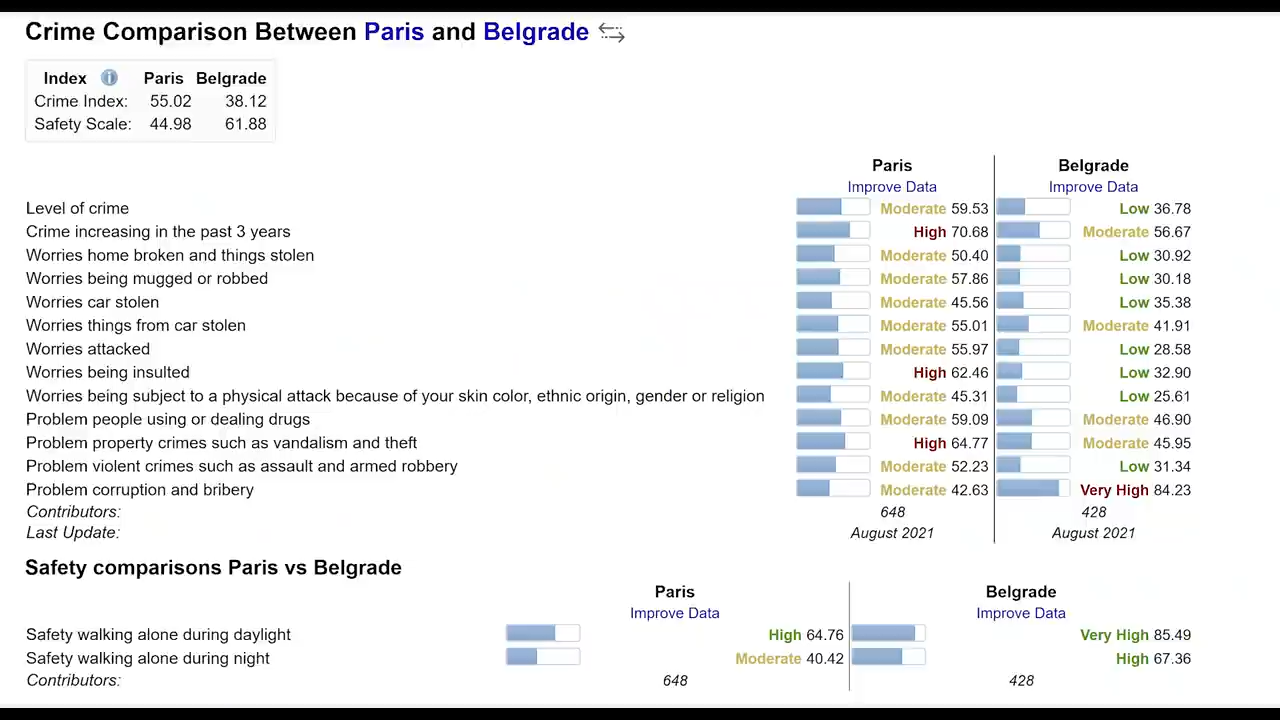 Crime Comparison Between Paris and Belgrade
Index Paris Belgrade
Crime Index: 55.02 38.12
Safety Scale: 44.98 61.88
Paris Belgrade
Improve Data Improve Data
Level of crime Moderate 59.53 Low 36.78
Crime increasing in the past 3 years High 70.68 Moderate 56.67
Worries home broken and things stolen Moderate 50.40 Low 30.92
Worries being mugged or robbed Moderate 57.86 Low 30.18
Worries car stolen Moderate 45.56 Low 35.38
Worries things from car stolen Moderate 55.01 Moderate 41.91
Worries attacked Moderate 55.97 Low 28.58
Worries being insulted High 62.46 Low 32.90
Worries being subject to a physical attack because of your skin color, ethnic origin, gender or religion Moderate 45.31 Low 25.61
Problem people using or dealing drugs Moderate 59.09 Moderate 46.90
Problem property crimes such as vandalism and theft High 64.77 Moderate 45.95
Problem violent crimes such as assault and armed robbery Moderate 52.23 Low 31.34
Problem corruption and bribery Moderate 42.63 Very High 84.23
Contributors: 648 428
Last Update: August 2021 August 2021
Safety comparisons Paris vs Belgrade
Paris Belgrade
Improve Data Improve Data
Safety walking alone during daylight High 64.76 Very High 85.49
Safety walking alone during night Moderate 40.42 High 67.36
Contributors: 648 428